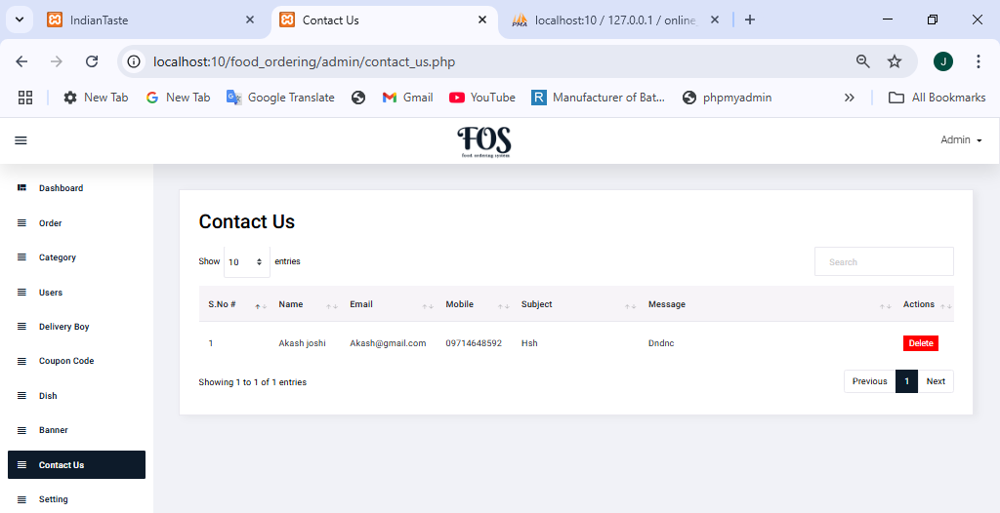 IndianTaste
Contact Us
PMA localhost:10 / 127.0.0.1 / online_
localhost:10/food_ordering/admin/contact_us.php
J
New Tab
G New Tab
Google Translate
Gmail
YouTube
R Manufacturer of Bat...
phpmyadmin
All Bookmarks
FOS
food ordering system
Admin
Dashboard
Order
Category
Users
Delivery Boy
Coupon Code
Dish
Banner
Contact Us
Setting
Contact Us
Show 10 entries
Search
S.No # Name Email Mobile Subject Message Actions
1 Akash joshi Akash@gmail.com 09714648592 Hsh Dndnc Delete
Showing 1 to 1 of 1 entries
Previous 1 Next